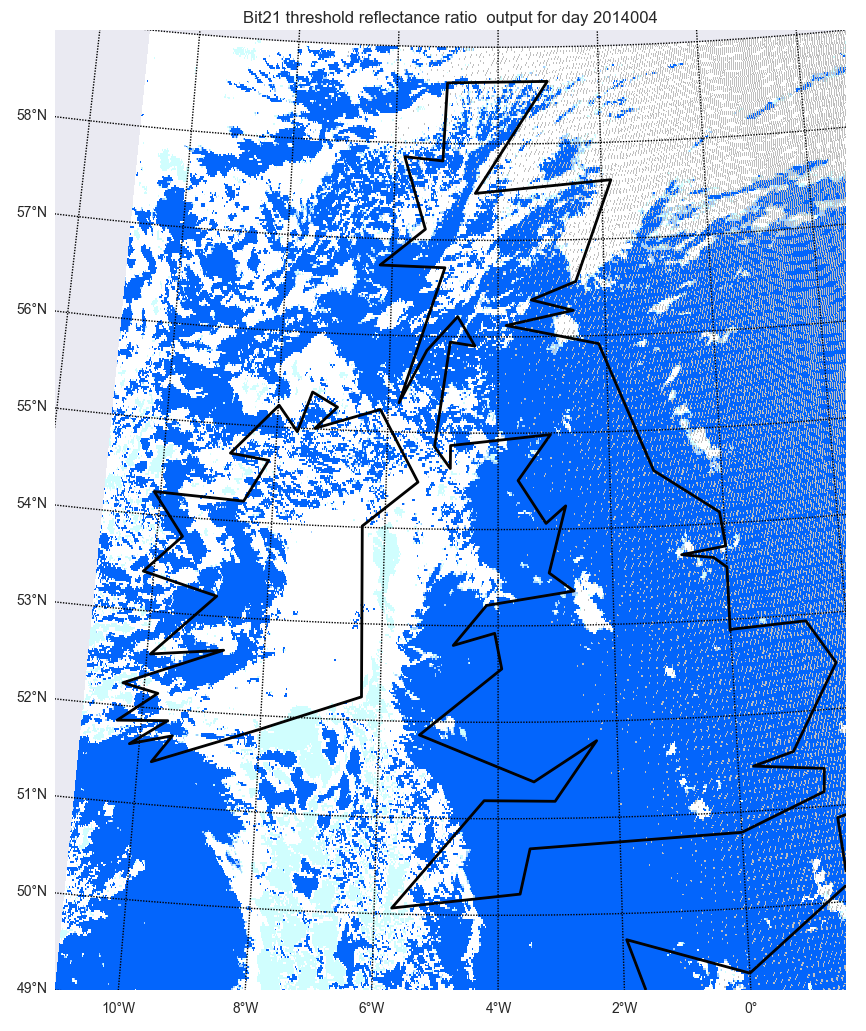 Bit21 threshold reflectance ratio  output for day 2014004
58°N
57°N
56°N
55°N
54°N
53°N
52°N
51°N
50°N
49°N
10°W 8°W 6°W 4°W 2°W 0°